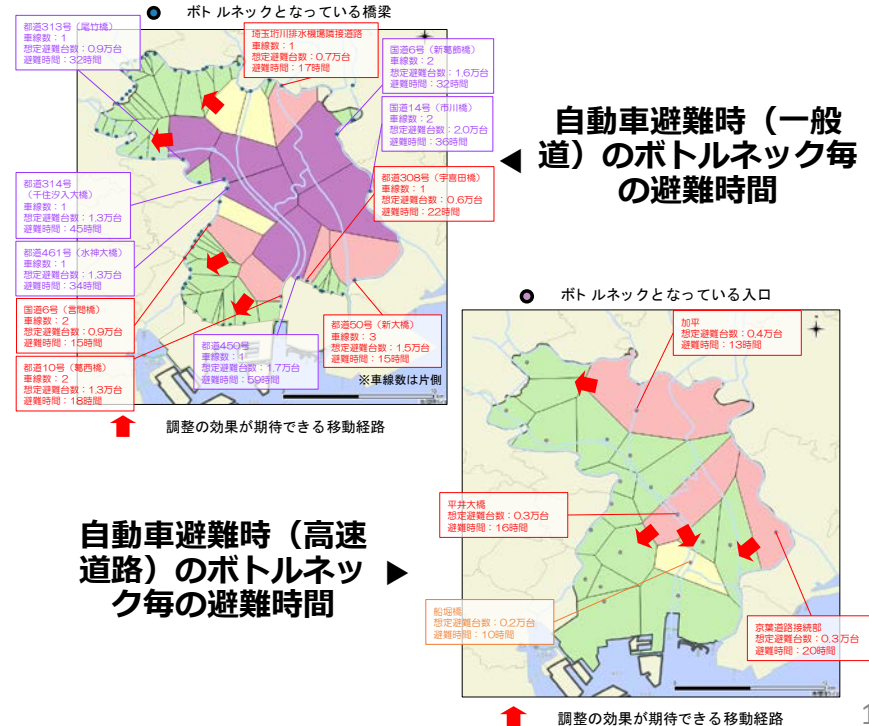 ボトルネックとなっている橋梁
都道313号（尾竹橋）
車線数：1
想定避難台数：0.9万台
避難時間：32時間
埼玉垳川排水機場隣接道路
車線数：1
想定避難台数：0.7万台
避難時間：17時間
国道6号（新葛飾橋）
車線数：2
想定避難台数：1.6万台
避難時間：32時間
国道14号（市川橋）
車線数：2
想定避難台数：2.0万台
避難時間：36時間
都道308号（宇喜田橋）
車線数：1
想定避難台数：0.6万台
避難時間：22時間
都道314号
（千住汐入大橋）
車線数：1
想定避難台数：1.3万台
避難時間：45時間
都道461号（水神大橋）
車線数：1
想定避難台数：1.3万台
避難時間：34時間
国道6号（言問橋）
車線数：2
想定避難台数：0.9万台
避難時間：15時間
都道10号（葛西橋）
車線数：2
想定避難台数：1.3万台
避難時間：18時間
都道450号
車線数：1
想定避難台数：1.7万台
避難時間：59時間
都道50号（新大橋）
車線数：3
想定避難台数：1.5万台
避難時間：15時間
※車線数は片側
調整の効果が期待できる移動経路
◀ 自動車避難時（一般
道）のボトルネック毎
の避難時間
ボトルネックとなっている入口
加平
想定避難台数：0.4万台
避難時間：13時間
平井大橋
想定避難台数：0.3万台
避難時間：16時間
船堀橋
想定避難台数：0.2万台
避難時間：10時間
京葉道路接続部
想定避難台数：0.3万台
避難時間：20時間
自動車避難時（高速
道路）のボトルネッ ▶
ク毎の避難時間
調整の効果が期待できる移動経路
1